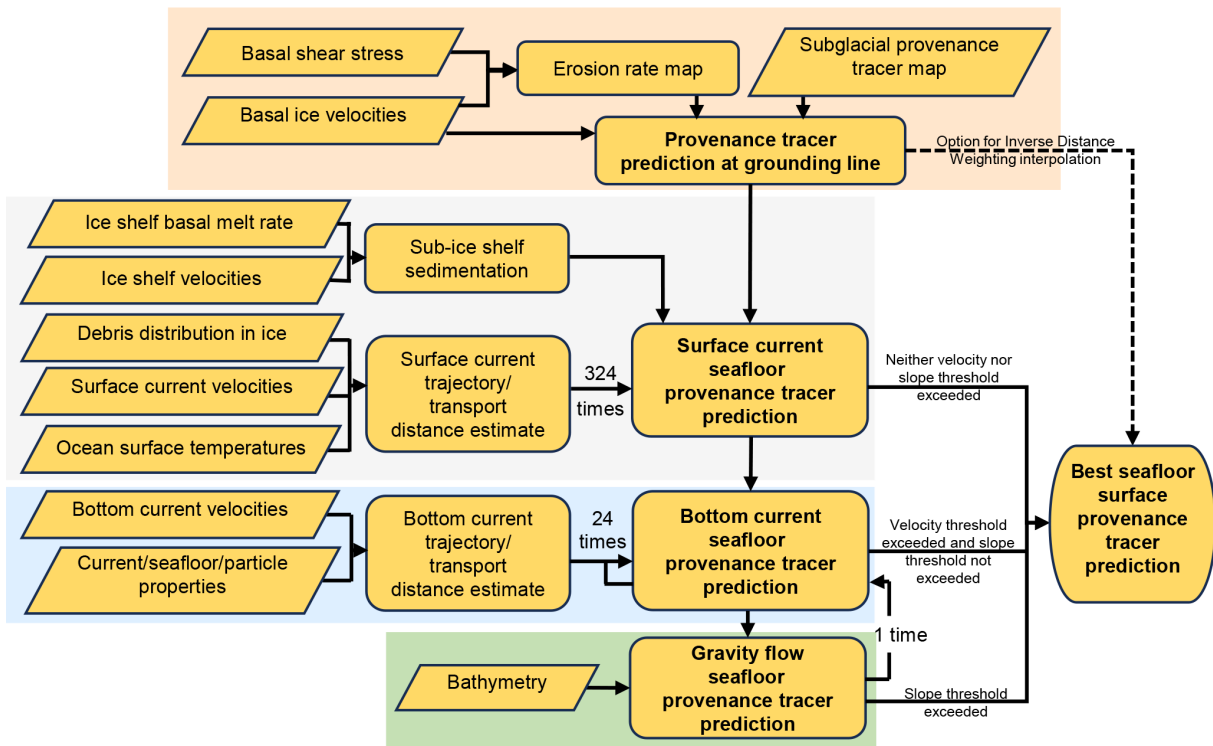 Basal shear stress
Erosion rate map
Subglacial provenance
tracer map
Basal ice velocities
Provenance tracer
prediction at grounding line
Option for Inverse Distance
Weighting interpolation
Ice shelf basal melt rate
Sub-ice shelf
sedimentation
Ice shelf velocities
Debris distribution in ice
Surface current velocities
Ocean surface temperatures
Surface current
trajectory/
transport
distance estimate
324
times
Surface current
seafloor
provenance tracer
prediction
Neither velocity nor
slope threshold
exceeded
Bottom current velocities
Current/seafloor/particle
properties
Bottom current
trajectory/
transport
distance estimate
24
times
Bottom current
seafloor
provenance tracer
prediction
Velocity threshold
exceeded and slope
threshold not
exceeded
Best seafloor
surface
provenance
tracer
prediction
1 time
Bathymetry
Gravity flow
seafloor
provenance tracer
prediction
Slope threshold
exceeded